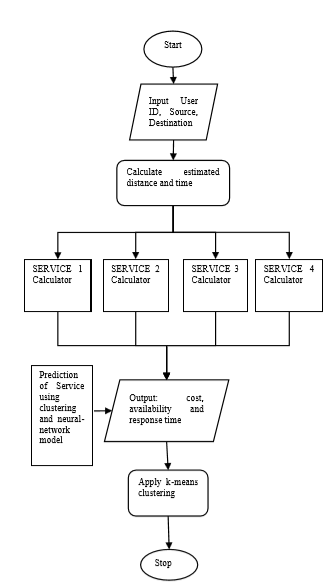 Start
Input User
ID, Source,
Destination
Calculate estimated
distance and time
SERVICE 1
Calculator
SERVICE 2
Calculator
SERVICE 3
Calculator
SERVICE 4
Calculator
Prediction
of Service
using
clustering
and neural-
network
model
Output: cost,
availability and
response time
Apply k-means
clustering
Stop